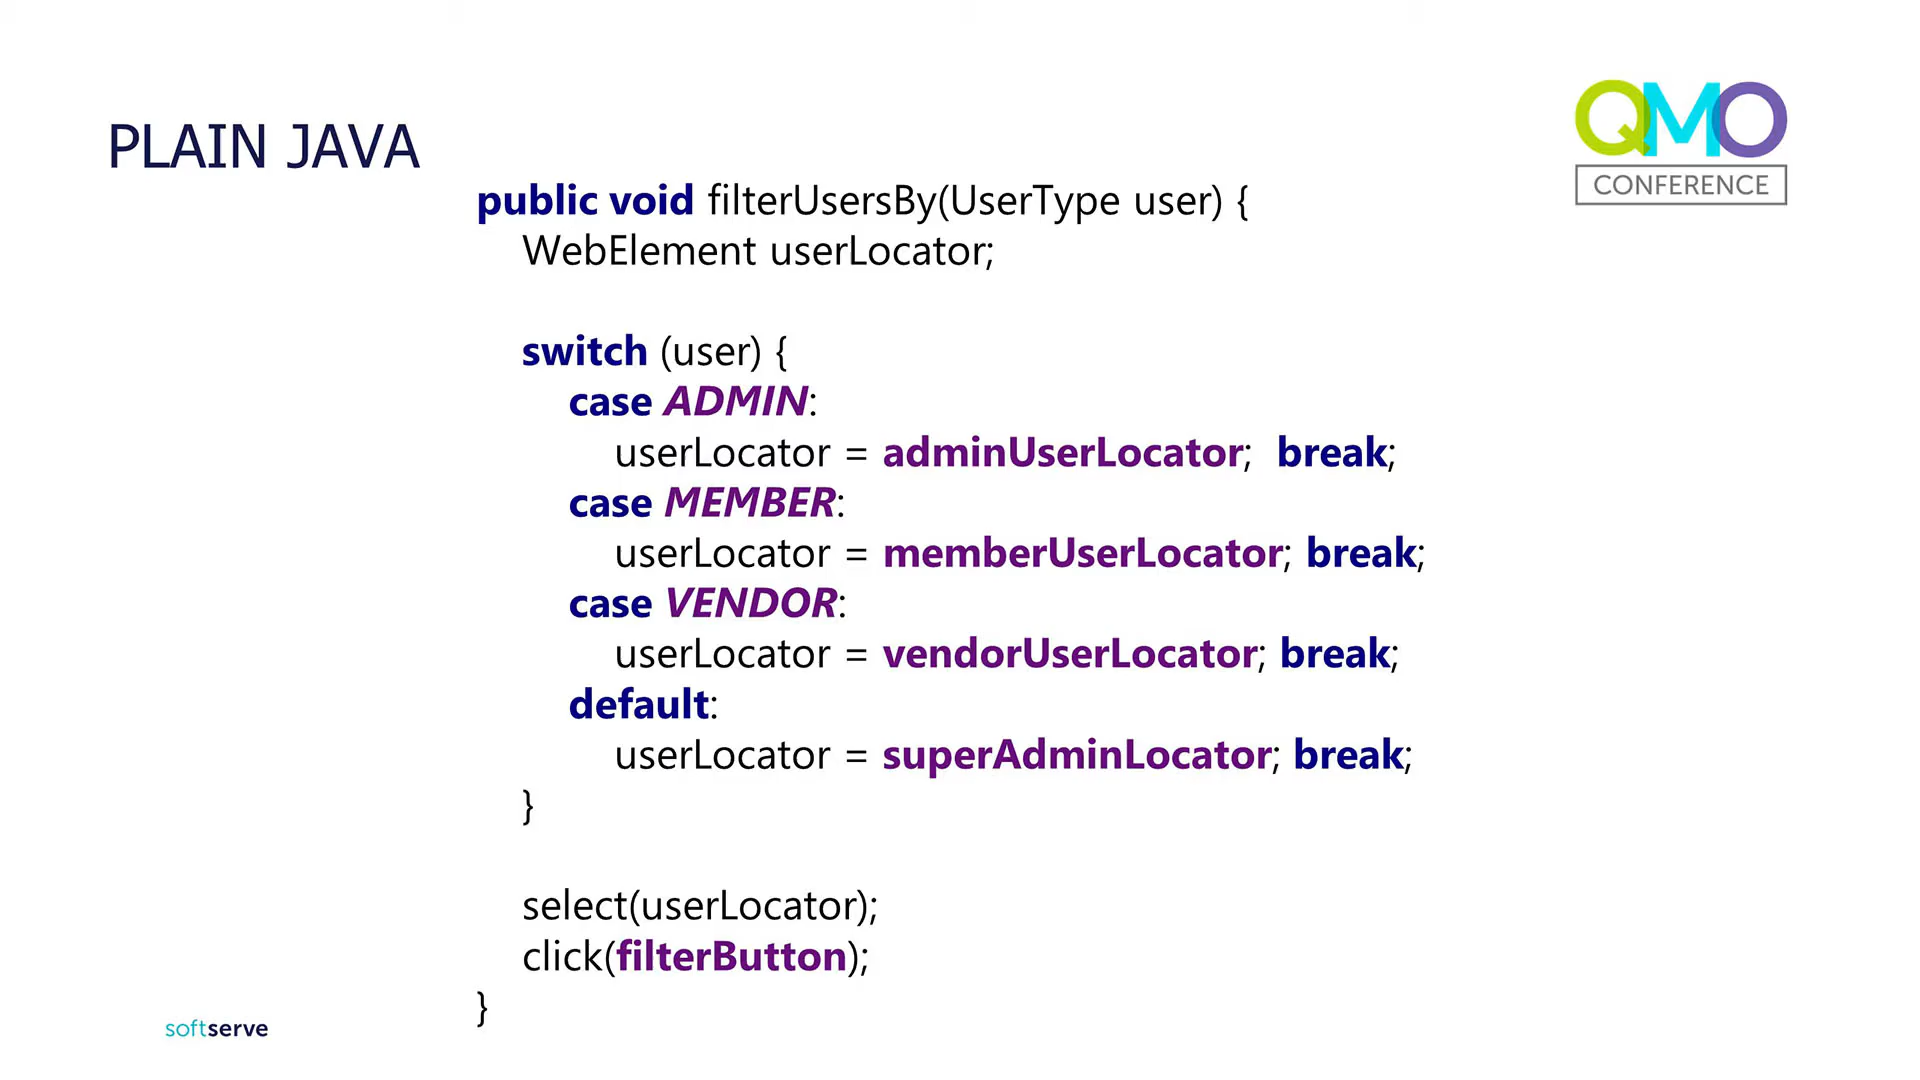 PLAIN JAVA
QMO
CONFERENCE
public void filterUsersBy(UserType user) {
WebElement userLocator;
switch (user) {
case ADMIN:
userLocator = adminUserLocator;  break;
case MEMBER:
userLocator = memberUserLocator; break;
case VENDOR:
userLocator = vendorUserLocator; break;
default:
userLocator = superAdminLocator; break;
}
select(userLocator);
click(filterButton);
}
softserve